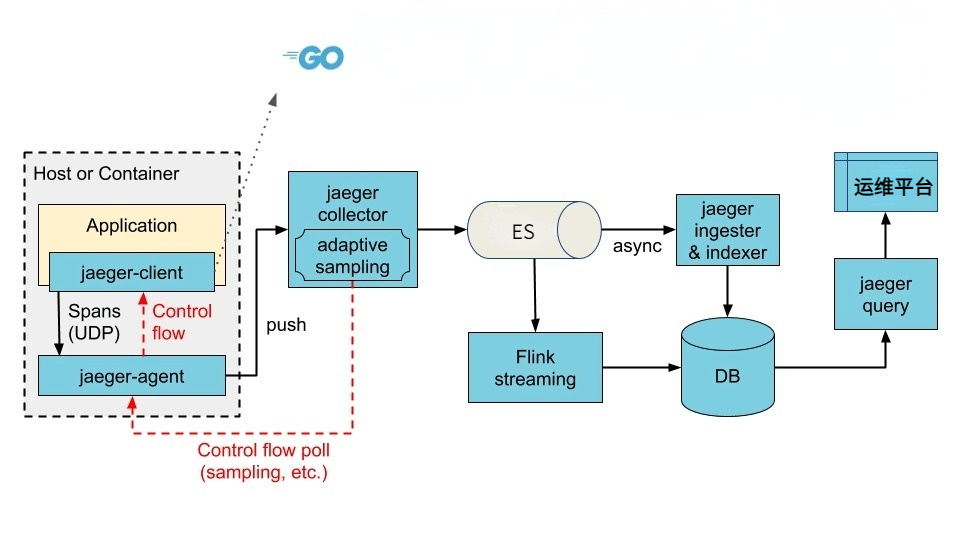 GO
Host or Container
Application
jaeger-client
Spans
(UDP)
Control
flow
jaeger-agent
push
Control flow poll
(sampling, etc.)
jaeger
collector
adaptive
sampling
ES
async
jaeger
ingester
& indexer
Flink
streaming
DB
运维平台
jaeger
query